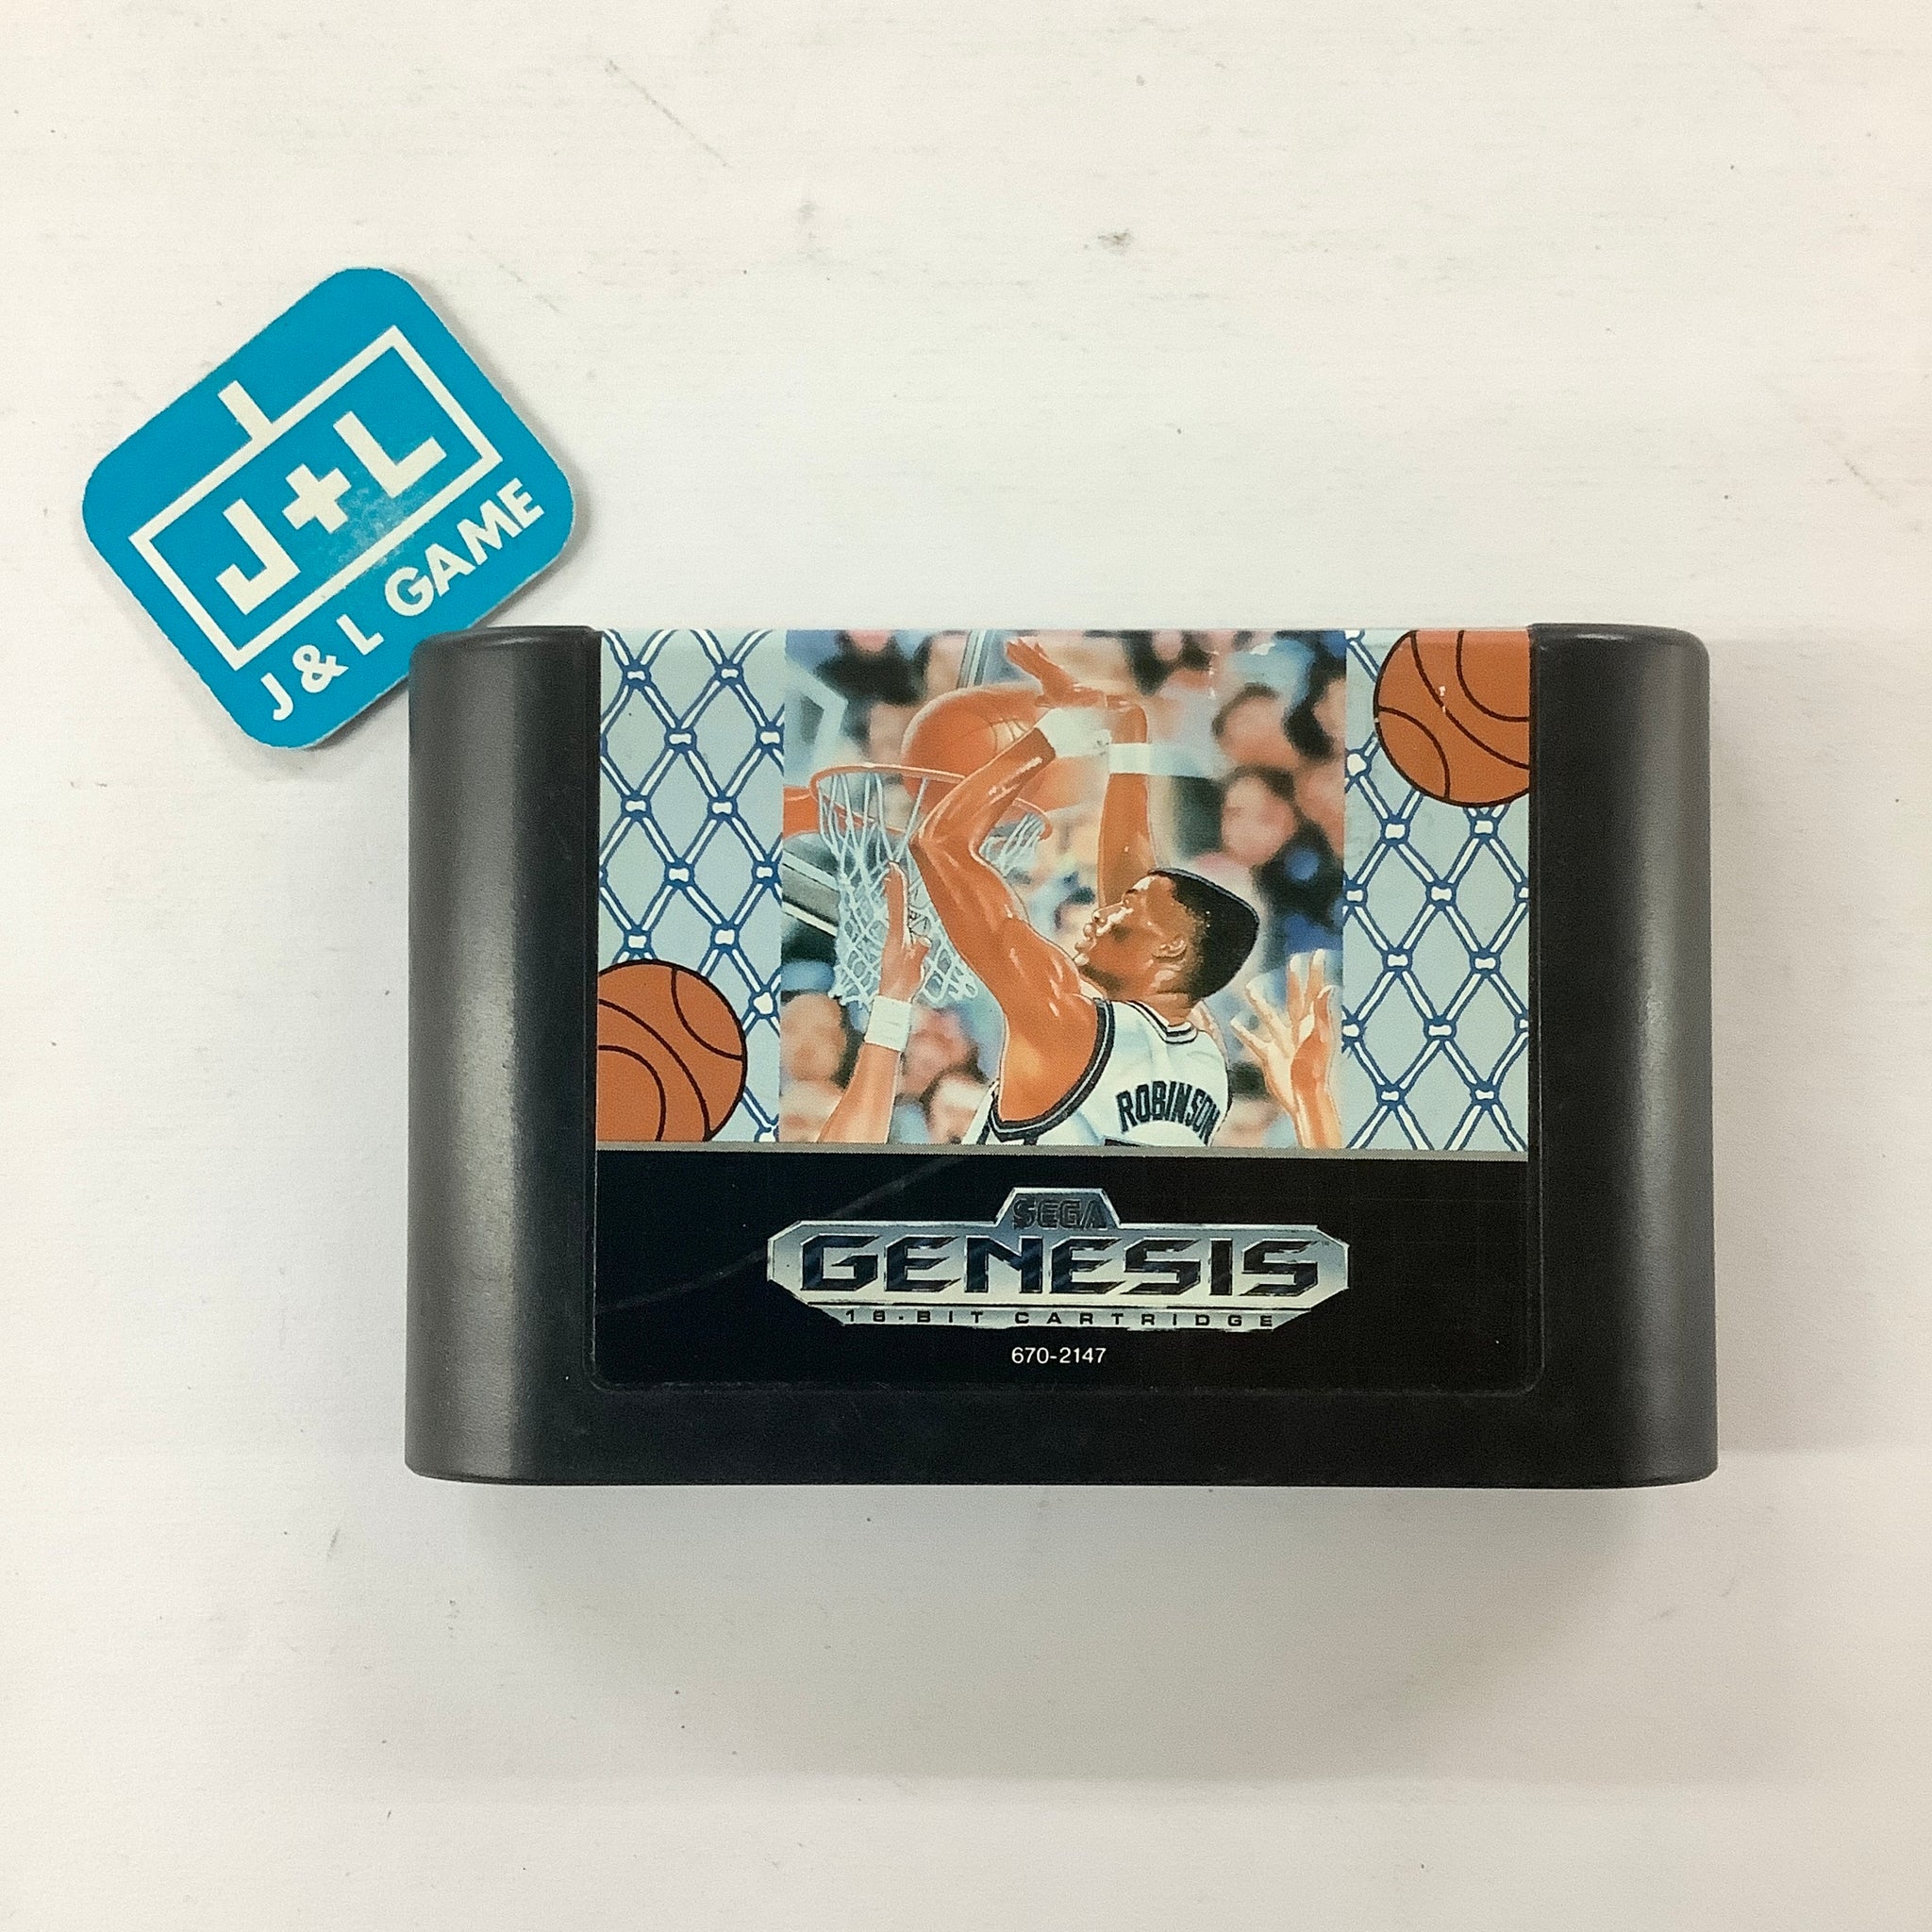 J+L
J & L GAME
ROBINSON
SEGA
GENESIS
16-BIT CARTRIDGE
670-2147